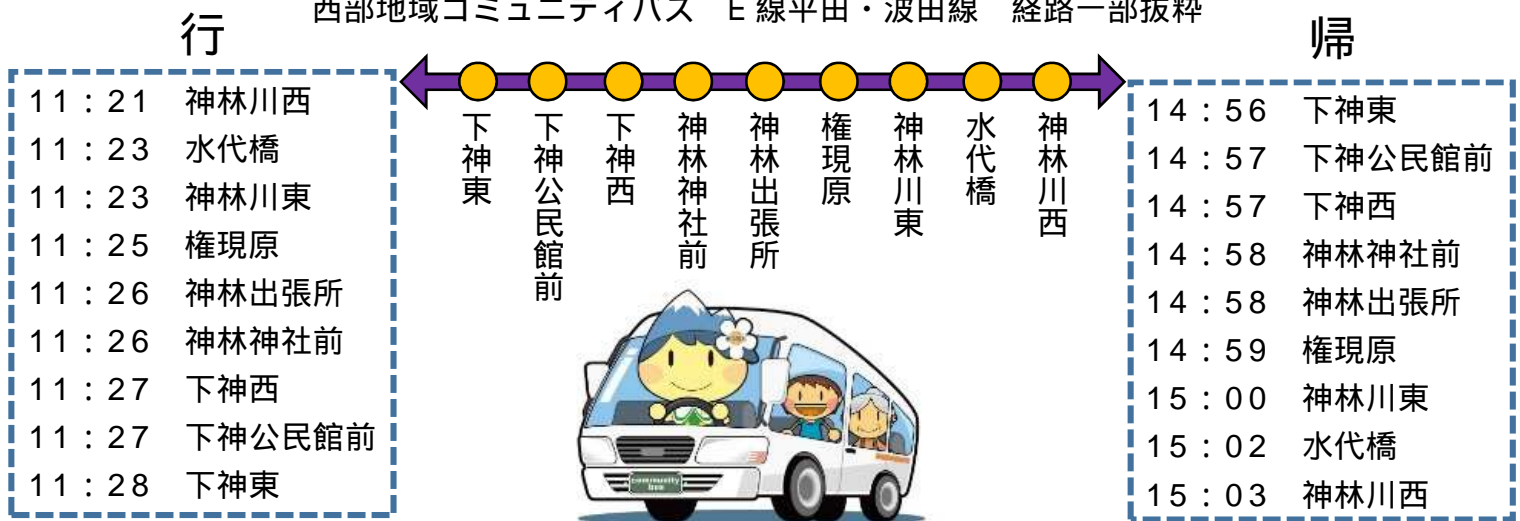 西部地域コミュニティバス　E線平田・波田線　経路一部抜粋
行
11：21　神林川西
11：23　水代橋
11：23　神林川東
11：25　権現原
11：26　神林出張所
11：26　神林神社前
11：27　下神西
11：27　下神公民館前
11：28　下神東
下神東
下神公民館前
下神西
神林神社前
神林出張所
権現原
神林川東
水代橋
神林川西
community
bus
帰
14：56　下神東
14：57　下神公民館前
14：57　下神西
14：58　神林神社前
14：58　神林出張所
14：59　権現原
15：00　神林川東
15：02　水代橋
15：03　神林川西